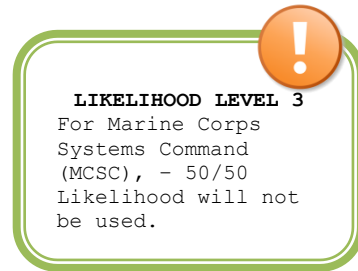 LIKELIHOOD LEVEL 3
For Marine Corps
Systems Command
(MCSC), – 50/50
Likelihood will not
be used.